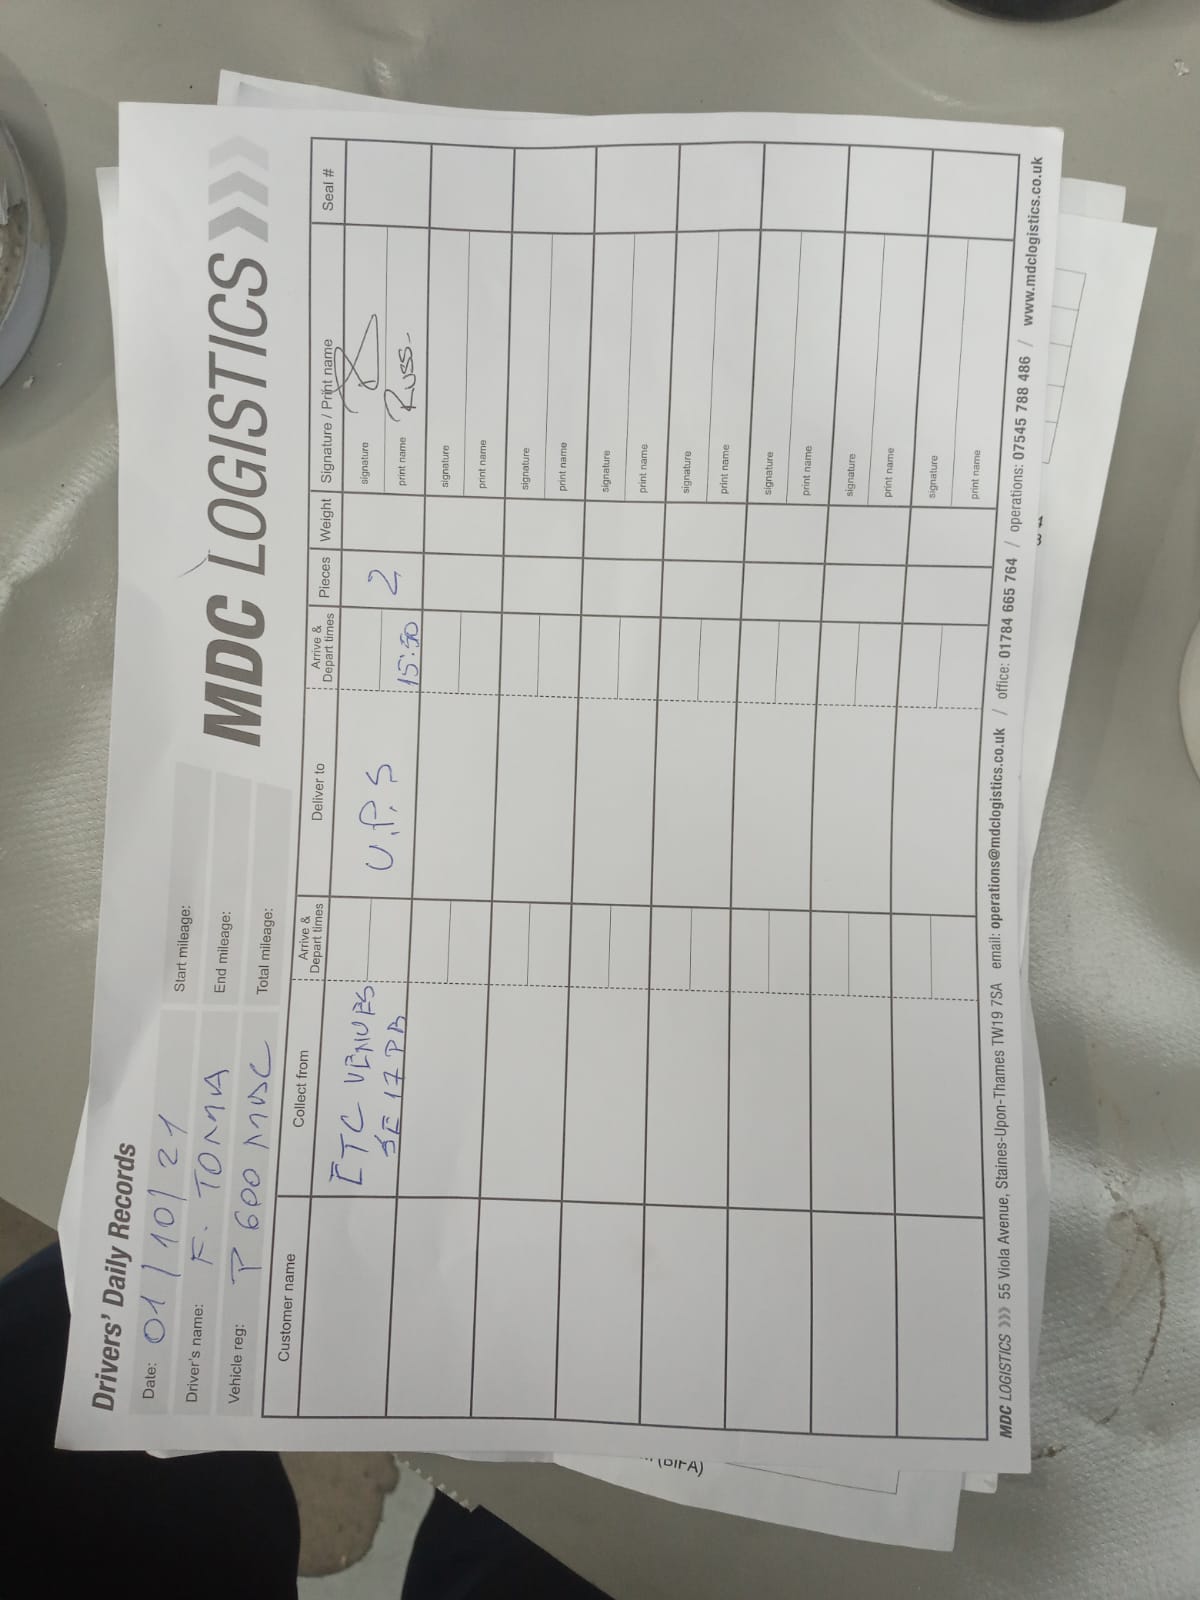 Drivers' Daily Records
MDC LOGISTICS
Date: 01/10/21
Start mileage:
Driver's name: F. TOMA
End mileage:
Vehicle reg: P 600 MDC
Total mileage:
Customer name Collect from Arrive & Depart times Deliver to Arrive & Depart times Pieces Weight Signature / Print name Seal #
ETC VENUES
SE 17PB
U.P.S
15:50
2
signature
print name Russ-
signature
print name
signature
print name
signature
print name
signature
print name
signature
print name
signature
print name
signature
print name
MDC LOGISTICS >>> 55 Viola Avenue, Staines-Upon-Thames TW19 7SA email: operations@mdclogistics.co.uk / office: 01784 665 764 / operations: 07545 788 486 / www.mdclogistics.co.uk
(BIFA)